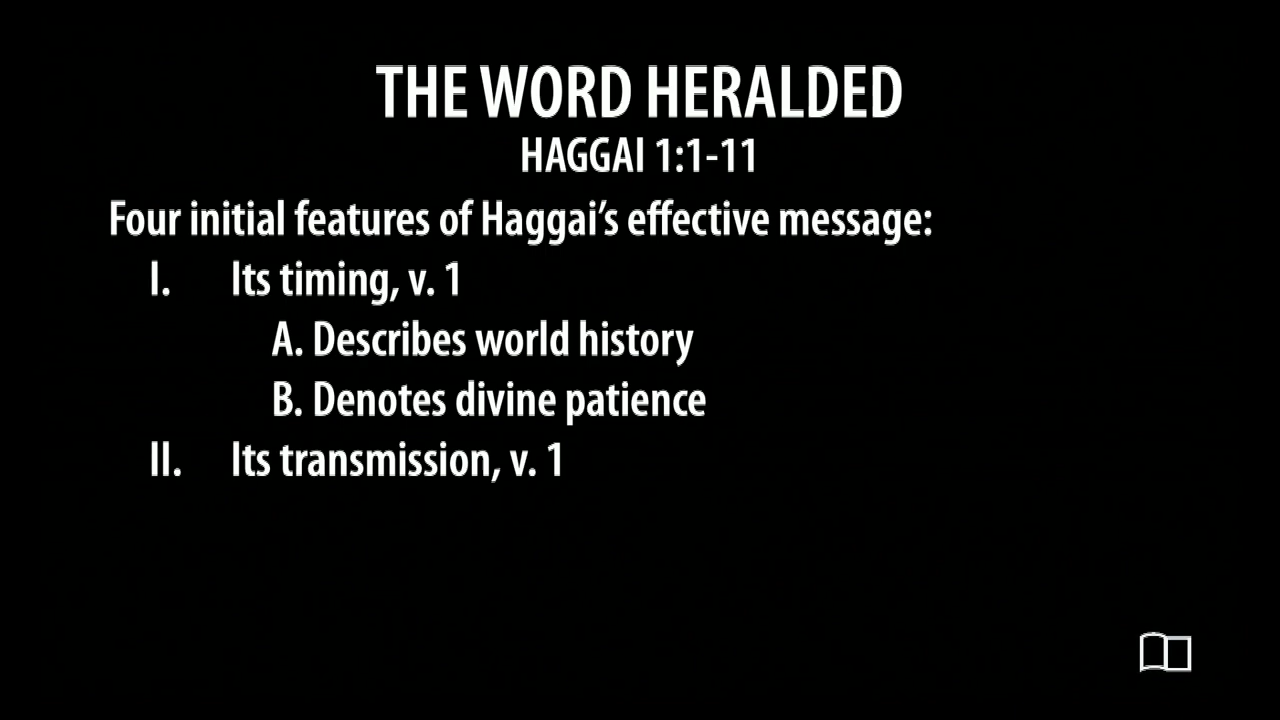 THE WORD HERALDED
HAGGAI 1:1-11
Four initial features of Haggai’s effective message:
I. Its timing, v. 1
A. Describes world history
B. Denotes divine patience
II. Its transmission, v. 1